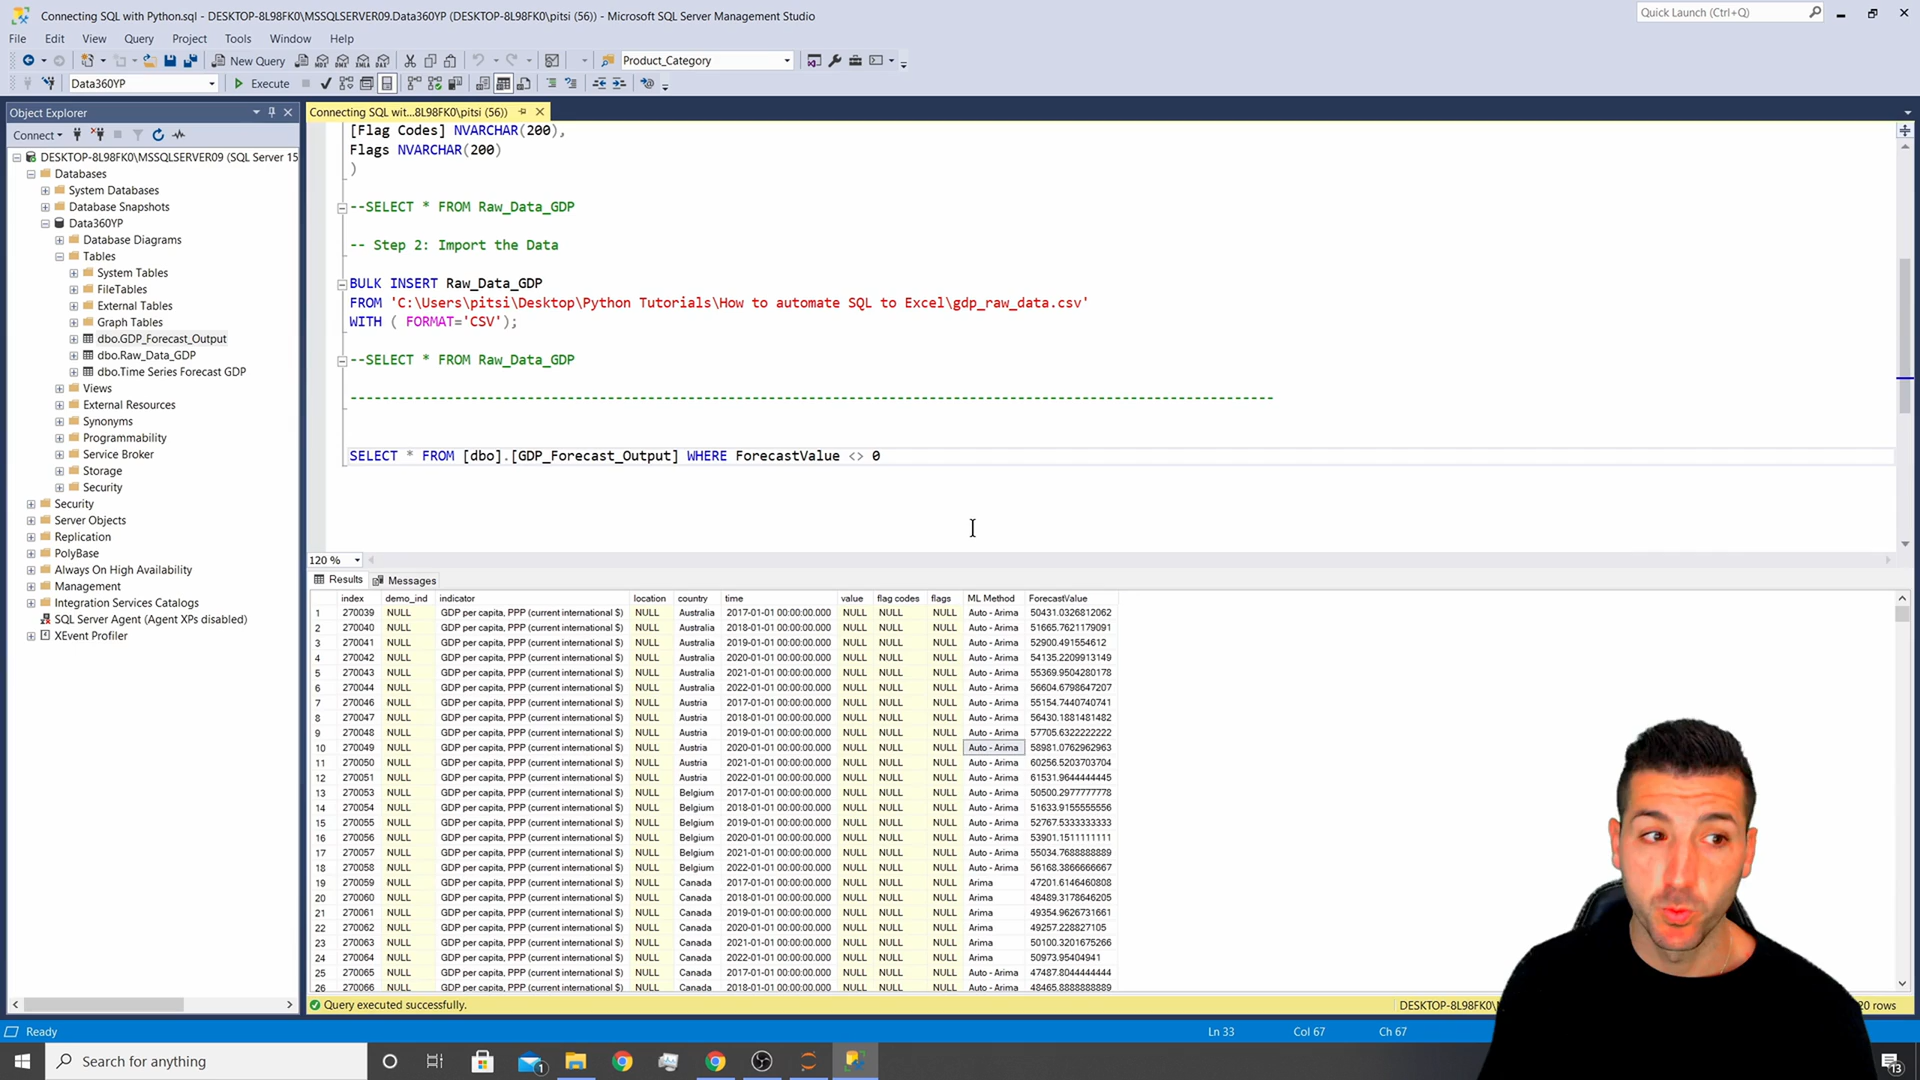 Connecting SQL with Python.sql - DESKTOP-8L98FK0\MSSQLSERVER09.Data360YP (DESKTOP-8L98FK0\pitsi (56)) - Microsoft SQL Server Management Studio
Quick Launch (Ctrl+Q)
File Edit View Query Project Tools Window Help
New Query Product_Category
Data360YP Execute
Object Explorer
Connecting SQL wit...8L98FK0\pitsi (56))
Connect
DESKTOP-8L98FK0\MSSQLSERVER09 (SQL Server 15
Databases
System Databases
Database Snapshots
Data360YP
Database Diagrams
Tables
System Tables
FileTables
External Tables
Graph Tables
dbo.GDP_Forecast_Output
dbo.Raw_Data_GDP
dbo.Time Series Forecast GDP
Views
External Resources
Synonyms
Programmability
Service Broker
Storage
Security
Security
Server Objects
Replication
PolyBase
Always On High Availability
Management
Integration Services Catalogs
SQL Server Agent (Agent XPs disabled)
XEvent Profiler
[Flag Codes] NVARCHAR(200),
Flags NVARCHAR(200)
)
--SELECT * FROM Raw_Data_GDP
-- Step 2: Import the Data
BULK INSERT Raw_Data_GDP
FROM 'C:\Users\pitsi\Desktop\Python Tutorials\How to automate SQL to Excel\gdp_raw_data.csv'
WITH ( FORMAT='CSV');
--SELECT * FROM Raw_Data_GDP
-------------------------------------------------------------------------------------------------------------------
SELECT * FROM [dbo].[GDP_Forecast_Output] WHERE ForecastValue <> 0
120 %
Results Messages
index demo_ind indicator location country time value flag codes flags ML Method ForecastValue
1 270039 NULL GDP per capita, PPP (current international $) NULL Australia 2017-01-01 00:00:00.000 NULL NULL NULL Auto - Arima 50431.0326812062
2 270040 NULL GDP per capita, PPP (current international $) NULL Australia 2018-01-01 00:00:00.000 NULL NULL NULL Auto - Arima 51665.7621179091
3 270041 NULL GDP per capita, PPP (current international $) NULL Australia 2019-01-01 00:00:00.000 NULL NULL NULL Auto - Arima 52900.491554612
4 270042 NULL GDP per capita, PPP (current international $) NULL Australia 2020-01-01 00:00:00.000 NULL NULL NULL Auto - Arima 54135.2209913149
5 270043 NULL GDP per capita, PPP (current international $) NULL Australia 2021-01-01 00:00:00.000 NULL NULL NULL Auto - Arima 55369.9504280178
6 270044 NULL GDP per capita, PPP (current international $) NULL Australia 2022-01-01 00:00:00.000 NULL NULL NULL Auto - Arima 56604.6798647207
7 270046 NULL GDP per capita, PPP (current international $) NULL Austria 2017-01-01 00:00:00.000 NULL NULL NULL Auto - Arima 55154.7440740741
8 270047 NULL GDP per capita, PPP (current international $) NULL Austria 2018-01-01 00:00:00.000 NULL NULL NULL Auto - Arima 56430.1881481482
9 270048 NULL GDP per capita, PPP (current international $) NULL Austria 2019-01-01 00:00:00.000 NULL NULL NULL Auto - Arima 57705.6322222222
10 270049 NULL GDP per capita, PPP (current international $) NULL Austria 2020-01-01 00:00:00.000 NULL NULL NULL Auto - Arima 58981.0762962963
11 270050 NULL GDP per capita, PPP (current international $) NULL Austria 2021-01-01 00:00:00.000 NULL NULL NULL Auto - Arima 60256.5203703704
12 270051 NULL GDP per capita, PPP (current international $) NULL Austria 2022-01-01 00:00:00.000 NULL NULL NULL Auto - Arima 61531.9644444445
13 270053 NULL GDP per capita, PPP (current international $) NULL Belgium 2017-01-01 00:00:00.000 NULL NULL NULL Auto - Arima 50500.2977777778
14 270054 NULL GDP per capita, PPP (current international $) NULL Belgium 2018-01-01 00:00:00.000 NULL NULL NULL Auto - Arima 51633.9155555556
15 270055 NULL GDP per capita, PPP (current international $) NULL Belgium 2019-01-01 00:00:00.000 NULL NULL NULL Auto - Arima 52767.5333333333
16 270056 NULL GDP per capita, PPP (current international $) NULL Belgium 2020-01-01 00:00:00.000 NULL NULL NULL Auto - Arima 53901.1511111111
17 270057 NULL GDP per capita, PPP (current international $) NULL Belgium 2021-01-01 00:00:00.000 NULL NULL NULL Auto - Arima 55034.7688888889
18 270058 NULL GDP per capita, PPP (current international $) NULL Belgium 2022-01-01 00:00:00.000 NULL NULL NULL Auto - Arima 56168.3866666667
19 270059 NULL GDP per capita, PPP (current international $) NULL Canada 2017-01-01 00:00:00.000 NULL NULL NULL Arima 47201.6146460808
20 270060 NULL GDP per capita, PPP (current international $) NULL Canada 2018-01-01 00:00:00.000 NULL NULL NULL Arima 48489.3178646205
21 270061 NULL GDP per capita, PPP (current international $) NULL Canada 2019-01-01 00:00:00.000 NULL NULL NULL Arima 49354.9626731661
22 270062 NULL GDP per capita, PPP (current international $) NULL Canada 2020-01-01 00:00:00.000 NULL NULL NULL Arima 49257.228827105
23 270063 NULL GDP per capita, PPP (current international $) NULL Canada 2021-01-01 00:00:00.000 NULL NULL NULL Arima 50100.3201675266
24 270064 NULL GDP per capita, PPP (current international $) NULL Canada 2022-01-01 00:00:00.000 NULL NULL NULL Arima 50973.95404941
25 270065 NULL GDP per capita, PPP (current international $) NULL Canada 2017-01-01 00:00:00.000 NULL NULL NULL Auto - Arima 47487.8044444444
26 270066 NULL GDP per capita, PPP (current international $) NULL Canada 2018-01-01 00:00:00.000 NULL NULL NULL Auto - Arima 48465.8888888889
Query executed successfully. DESKTOP-8L98FK0\ 20 rows
Ready Ln 33 Col 67 Ch 67
Search for anything 1 13